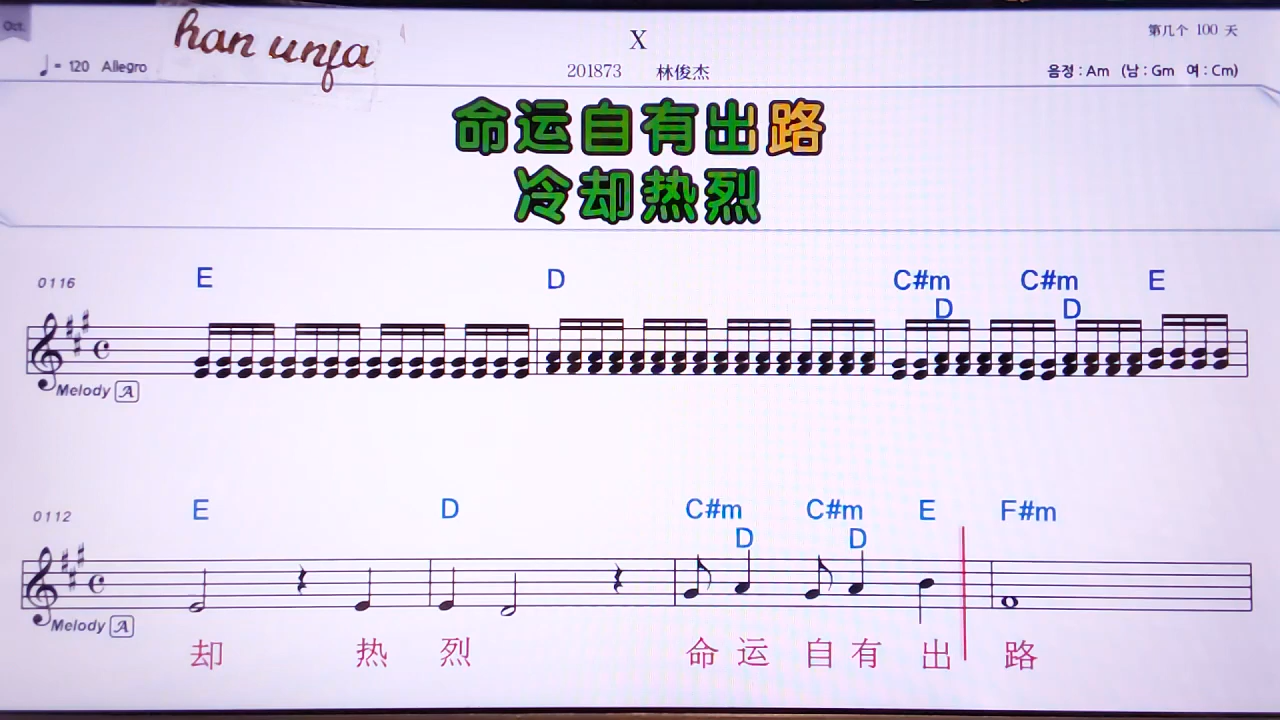 Oct.
han unfa
X
第几个 100 天
♩= 120 Allegro
201873 林俊杰
음정 : Am (남 : Gm 여 : Cm)
命运自有出路
冷却热烈
0116
E D C#m D C#m D E
Melody A
0112
E D C#m D C#m D E F#m
Melody A
却 热 烈 命 运 自 有 出 路